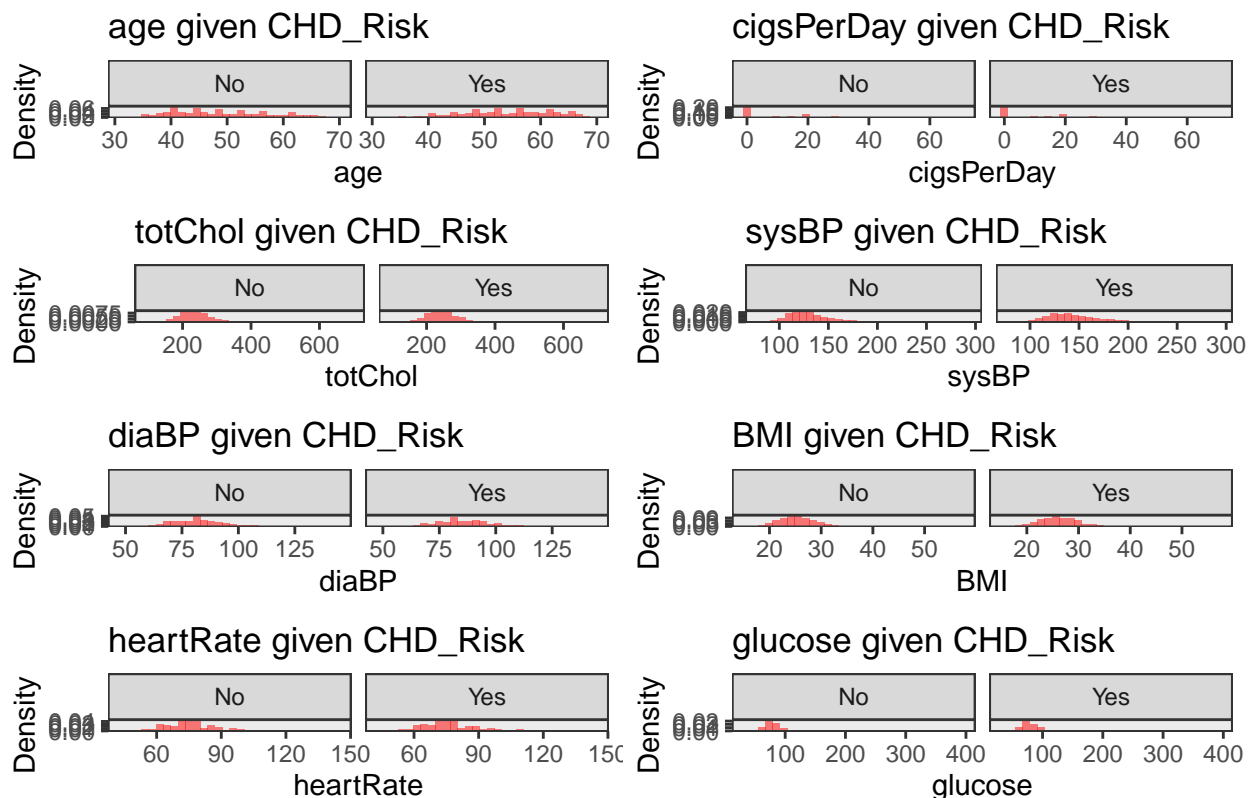 age given CHD_Risk
No Yes
Density
30 40 50 60 70 30 40 50 60 70
age
cigsPerDay given CHD_Risk
No Yes
Density
0 20 40 60 0 20 40 60
cigsPerDay
totChol given CHD_Risk
No Yes
Density
200 400 600 200 400 600
totChol
sysBP given CHD_Risk
No Yes
Density
100 150 200 250 300 100 150 200 250 300
sysBP
diaBP given CHD_Risk
No Yes
Density
50 75 100 125 50 75 100 125
diaBP
BMI given CHD_Risk
No Yes
Density
20 30 40 50 20 30 40 50
BMI
heartRate given CHD_Risk
No Yes
Density
60 90 120 150 60 90 120
heartRate
glucose given CHD_Risk
No Yes
Density
100 200 300 400 100 200 300 400
glucose